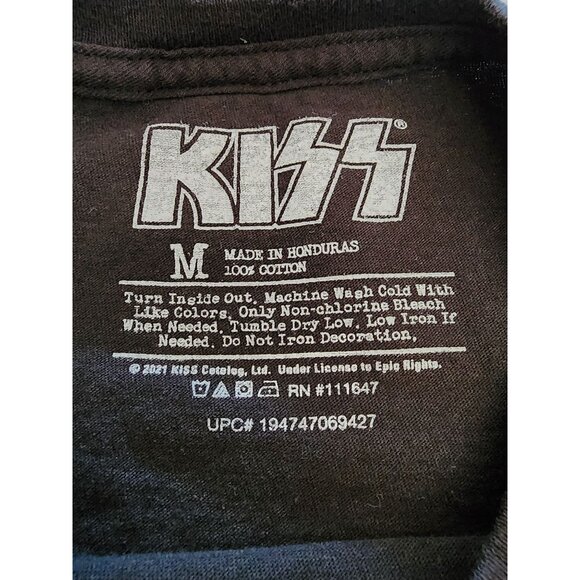 KISS®
M
MADE IN HONDURAS
100% COTTON
Turn Inside Out. Machine Wash Cold With
Like Colors. Only Non-chlorine Bleach
When Needed. Tumble Dry Low. Low Iron If
Needed. Do Not Iron Decoration.
© 2021 KISS Catalog, Ltd. Under License to Epic Rights.
RN #111647
UPC# 194747069427